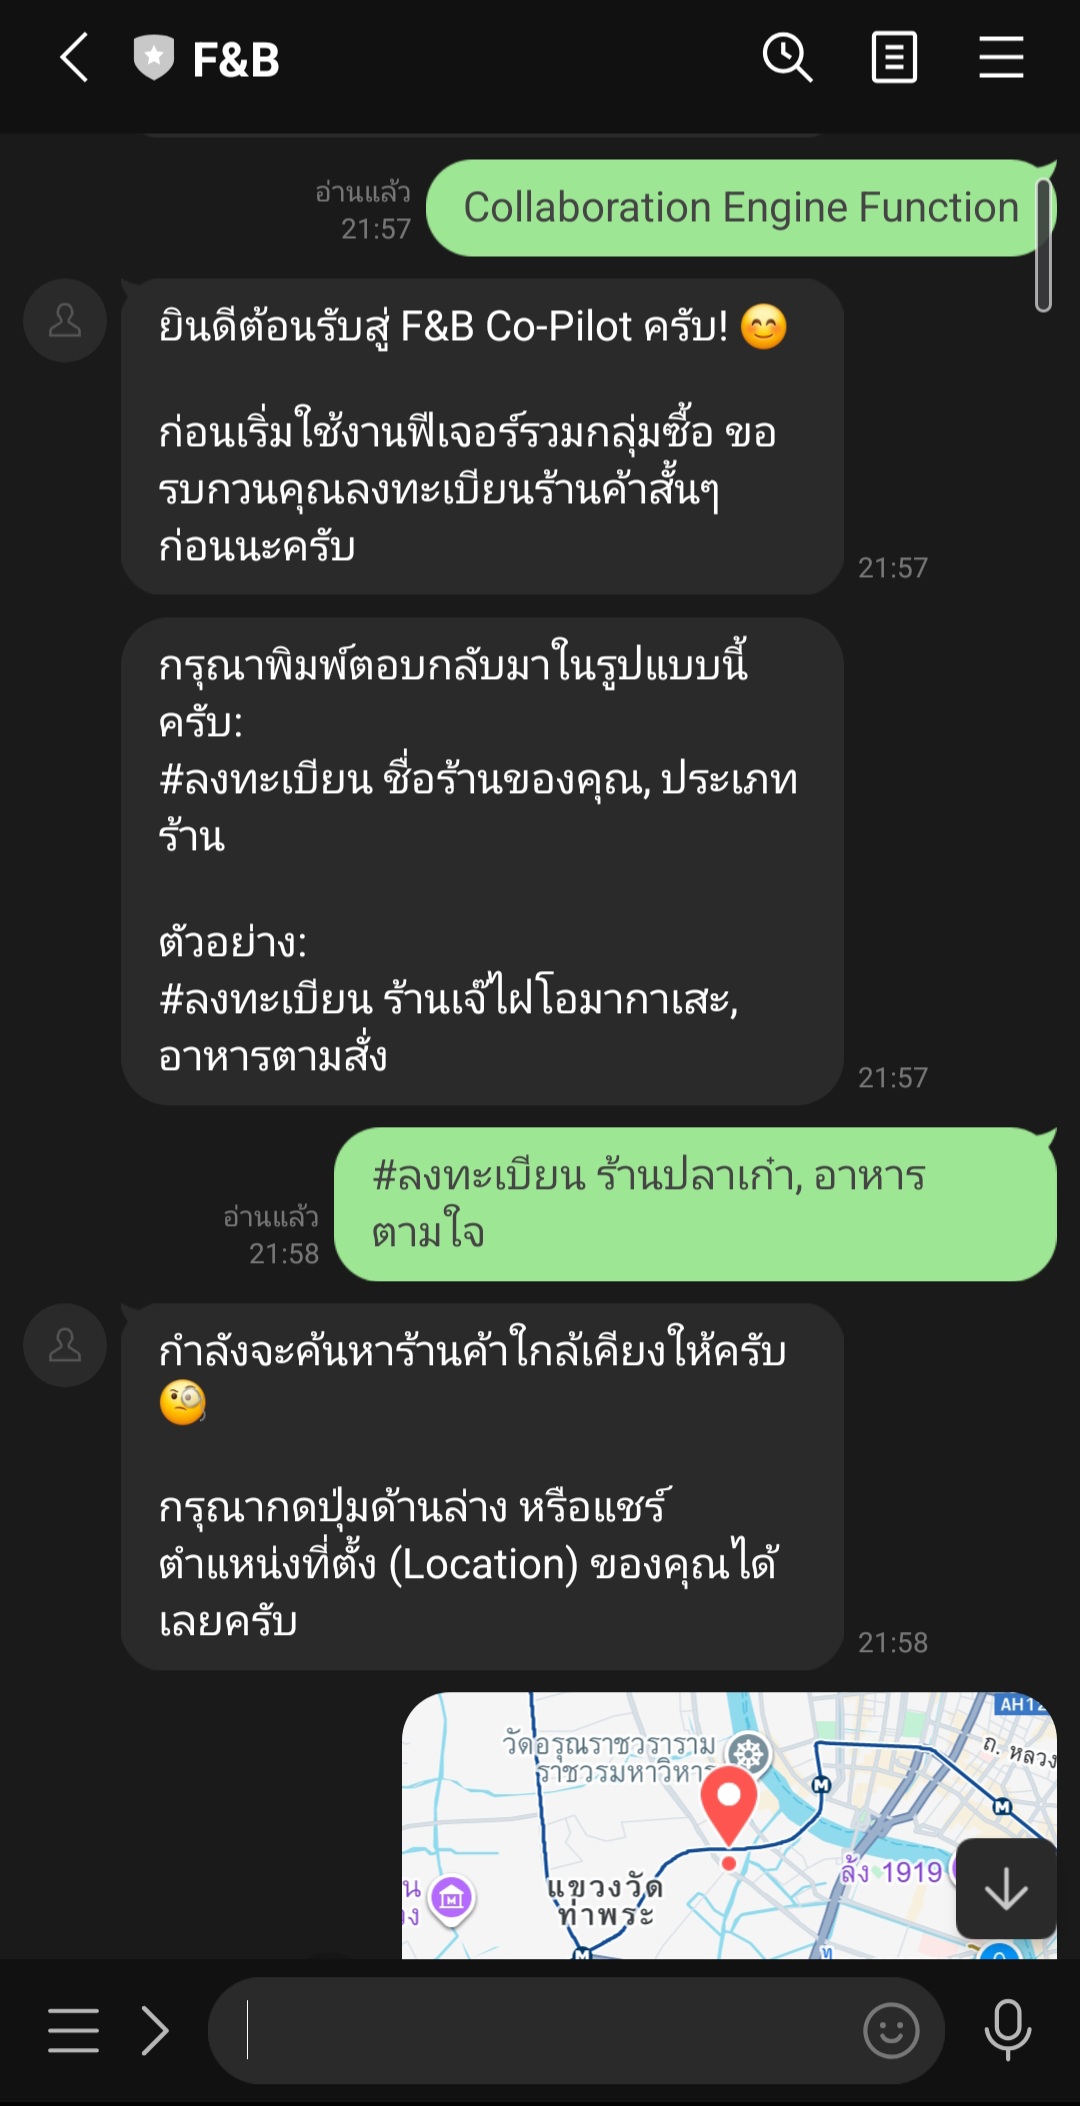 F&B
อ่านแล้ว
21:57
Collaboration Engine Function
ยินดีต้อนรับสู่ F&B Co-Pilot ครับ! 😊
ก่อนเริ่มใช้งานฟีเจอร์รวมกลุ่มซื้อ ขอ
รบกวนคุณลงทะเบียนร้านค้าสั้นๆ
ก่อนนะครับ
21:57
กรุณาพิมพ์ตอบกลับมาในรูปแบบนี้
ครับ:
#ลงทะเบียน ชื่อร้านของคุณ, ประเภท
ร้าน
ตัวอย่าง:
#ลงทะเบียน ร้านเจ๊ไฝโอมากาเสะ,
อาหารตามสั่ง
21:57
#ลงทะเบียน ร้านปลาเก๋า, อาหาร
ตามใจ
อ่านแล้ว
21:58
กำลังจะค้นหาร้านค้าใกล้เคียงให้ครับ
🧐
กรุณากดปุ่มด้านล่าง หรือแชร์
ตำแหน่งที่ตั้ง (Location) ของคุณได้
เลยครับ
21:58
AH12
วัดอรุณราชวราราม
ราชวรมหาวิหาร
ถ. หลวง
M
M
ล้ง 1919
แขวงวัด
ท่าพระ
M